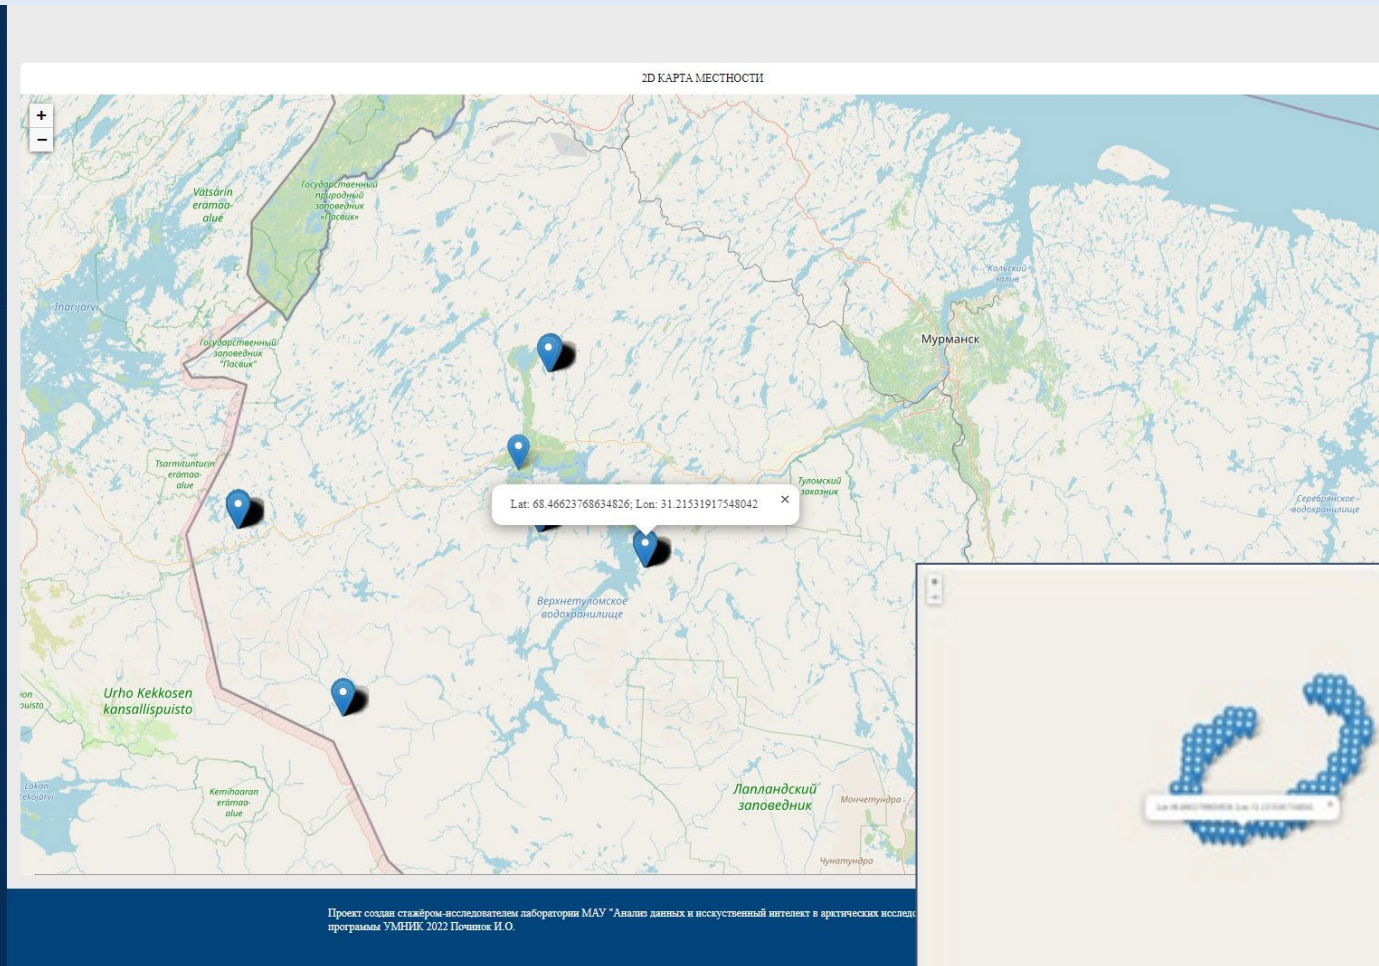 2D КАРТА МЕСТНОСТИ
+
−
Vätsärin
erämaa-
alue
Государственный
природный
заповедник
«Пасвик»
Inarijärvi
Кольский
залив
Государственный
заповедник
"Пасвик"
Мурманск
Tsarmitunturin
erämaa-
alue
Туломский
заказник
Lat: 68.46623768634826; Lon: 31.21531917548042
×
Серебрянское
водохранилище
Верхнетуломское
водохранилище
Urho Kekkosen
kansallispuisto
Лапландский
заповедник
Мончетундра
Kemihaaran
erämaa-
alue
Чунатундра
Проект создан стажёром-исследователем лаборатории МАУ "Анализ данных и исскуственный интелект в арктических исследо
программы УМНИК 2022 Починок И.О.